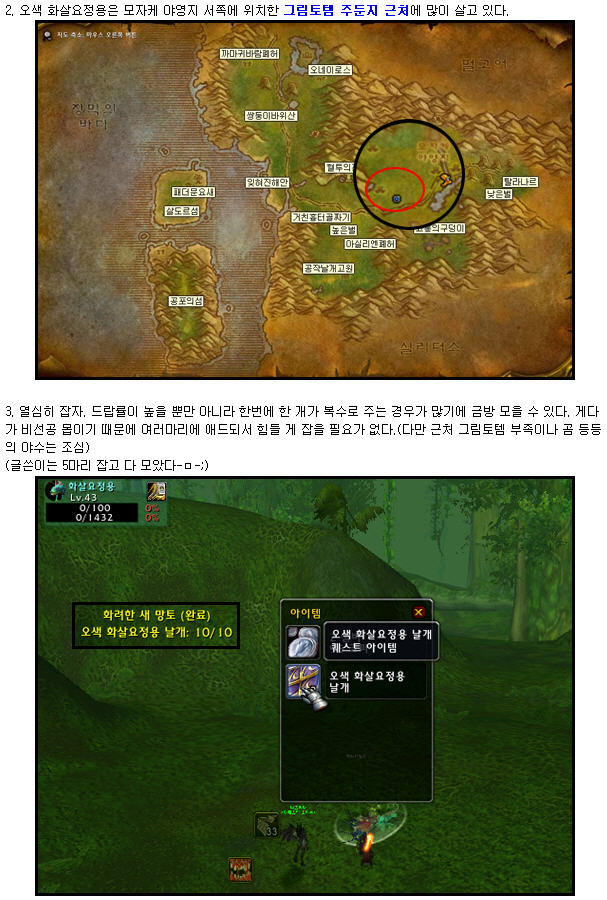 2. 오색 화살요정용은 모자케 야영지 서쪽에 위치한 그림토템 주둔지 근처에 많이 살고 있다.
지도 축소: 마우스 오른쪽 버튼
까마귀바람폐허
오네이로스
멀고어
장막의
바다
쌍둥이바위산
혈투의
잊혀진해안
페더문요새
살도르섬
탈라나르
낮은벌
거친흉터골짜기
높은벌
구덩이
아실리엔폐허
공작날개고원
공포의섬
실리더스
3. 열심히 잡자. 드랍률이 높을 뿐만 아니라 한번에 한 개가 복수로 주는 경우가 많기에 금방 모을 수 있다. 게다
가 비선공 몹이기 때문에 여러마리에 애드되서 힘들 게 잡을 필요가 없다.(다만 근처 그림토템 부족이나 곰 등등
의 야수는 조심)
(글쓴이는 5마리 잡고 다 모았다-ㅁ-;)
화살요정용
Lv.43
0/100 0%
0/1432 0%
화려한 새 망토 (완료)
오색 화살요정용 날개: 10/10
아이템
오색 화살요정용 날개
퀘스트 아이템
오색 화살요정용
날개
33